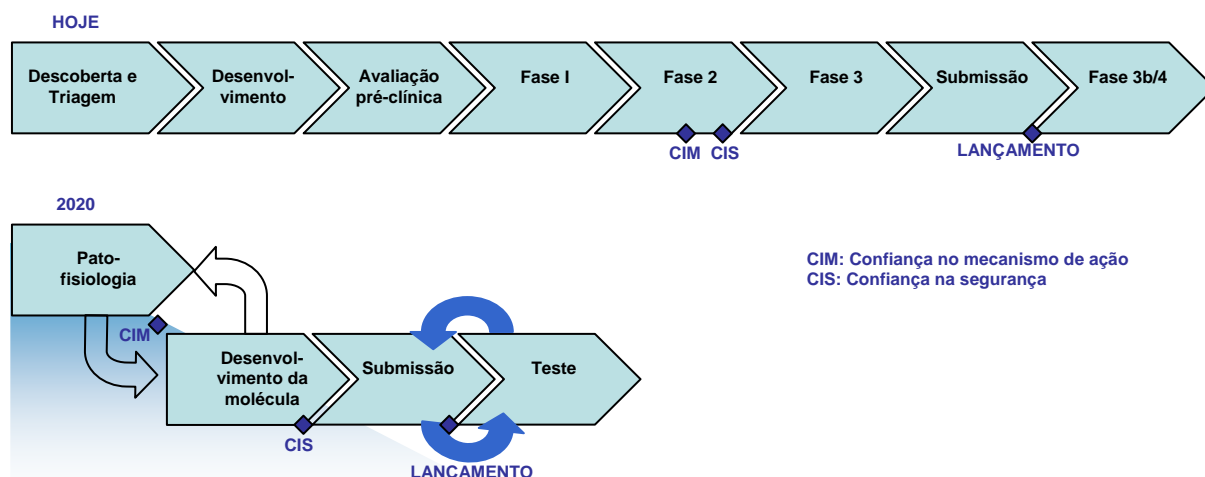 HOJE
Descoberta e
Triagem
Desenvol-
vimento
Avaliação
pré-clínica
Fase I
Fase 2
Fase 3
Submissão
Fase 3b/4
CIM
CIS
LANÇAMENTO
2020
Pato-
fisiologia
CIM: Confiança no mecanismo de ação
CIS: Confiança na segurança
CIM
Desenvol-
vimento da
molécula
Submissão
Teste
CIS
LANÇAMENTO